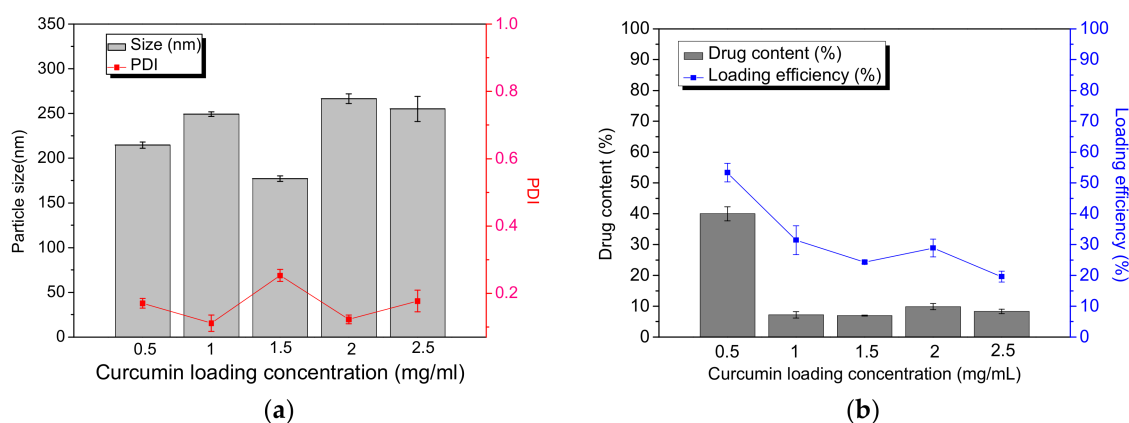 350
300
250
200
150
100
50
0
Particle size(nm)
Size (nm)
PDI
1.0
0.8
0.6
0.4
0.2
PDI
0.5 1 1.5 2 2.5
Curcumin loading concentration (mg/ml)
(a)
100
90
80
70
60
50
40
30
20
10
0
Drug content (%)
Drug content (%)
Loading efficiency (%)
100
90
80
70
60
50
40
30
20
10
0
Loading efficiency (%)
0.5 1 1.5 2 2.5
Curcumin loading concentration (mg/mL)
(b)